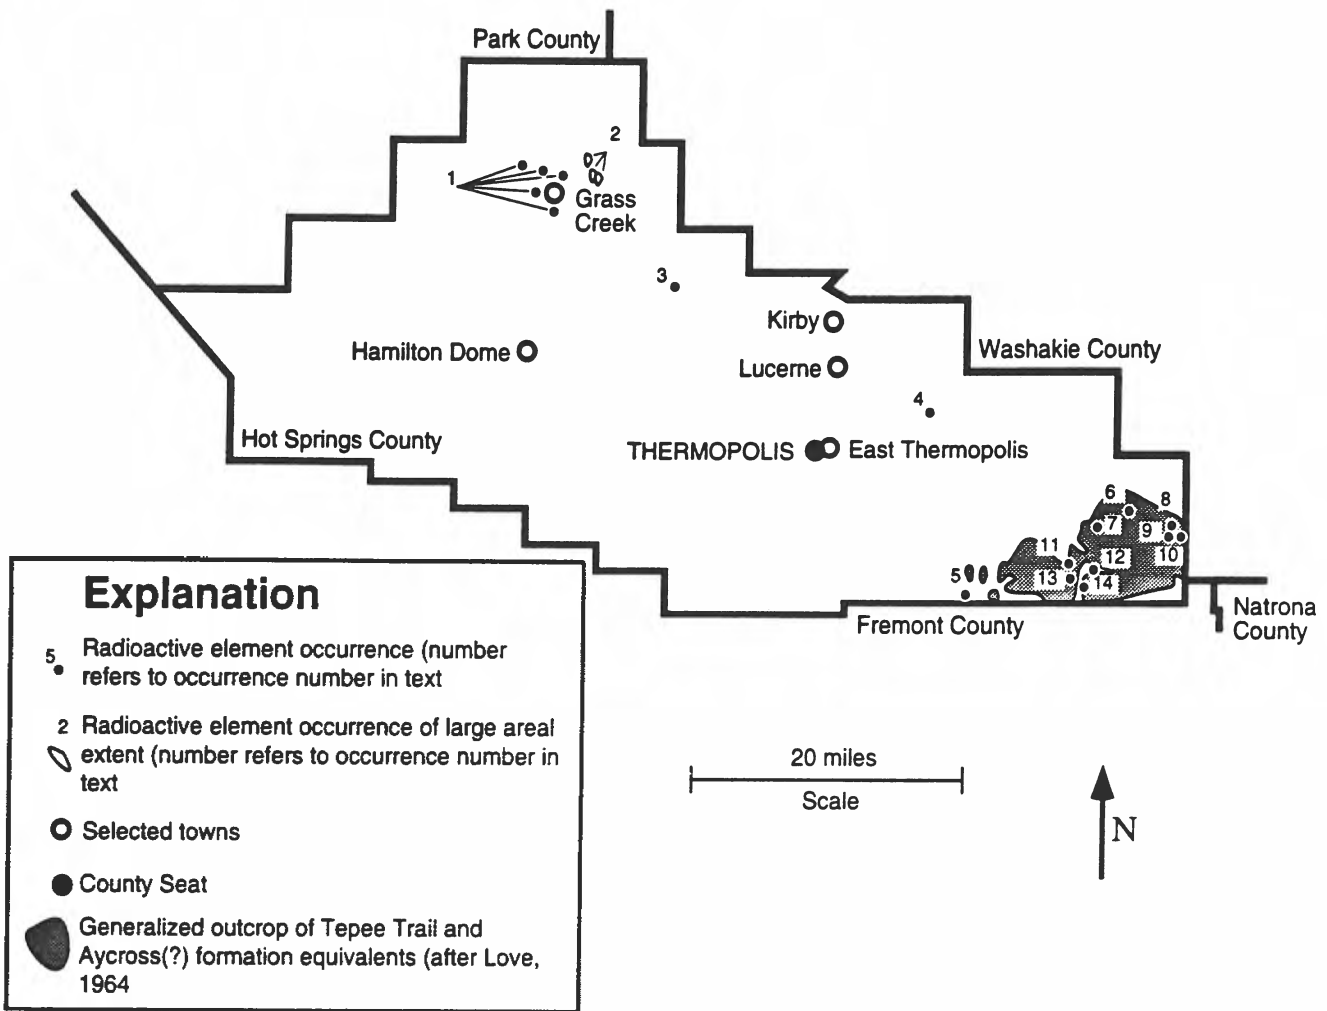 Park County
2
1
Grass
Creek
3
Kirby
Hamilton Dome
Lucerne
Washakie County
4
Hot Springs County
THERMOPOLIS
East Thermopolis
6
8
7
9
10
11
12
5
13
14
Fremont County
Natrona
County
Explanation
5
Radioactive element occurrence (number
refers to occurrence number in text
2 Radioactive element occurrence of large areal
extent (number refers to occurrence number in
text
Selected towns
County Seat
Generalized outcrop of Tepee Trail and
Aycross(?) formation equivalents (after Love,
1964
20 miles
Scale
N